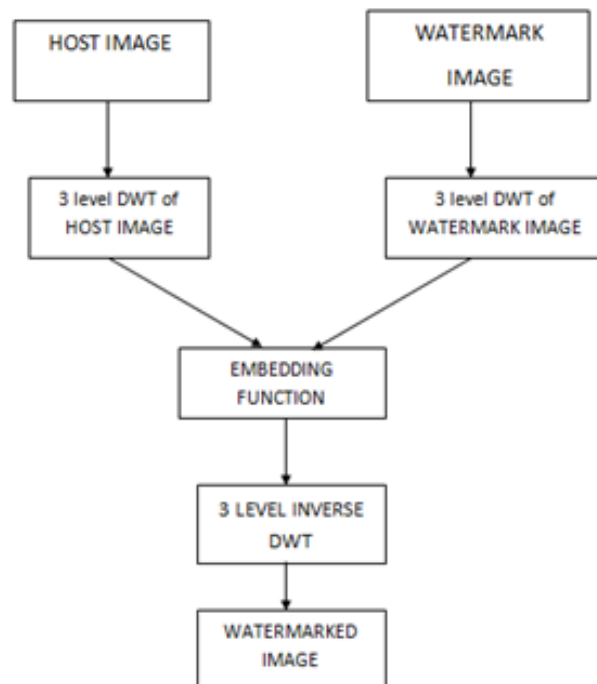 HOST IMAGE
WATERMARK
IMAGE
3 level DWT of
HOST IMAGE
3 level DWT of
WATERMARK IMAGE
EMBEDDING
FUNCTION
3 LEVEL INVERSE
DWT
WATERMARKED
IMAGE